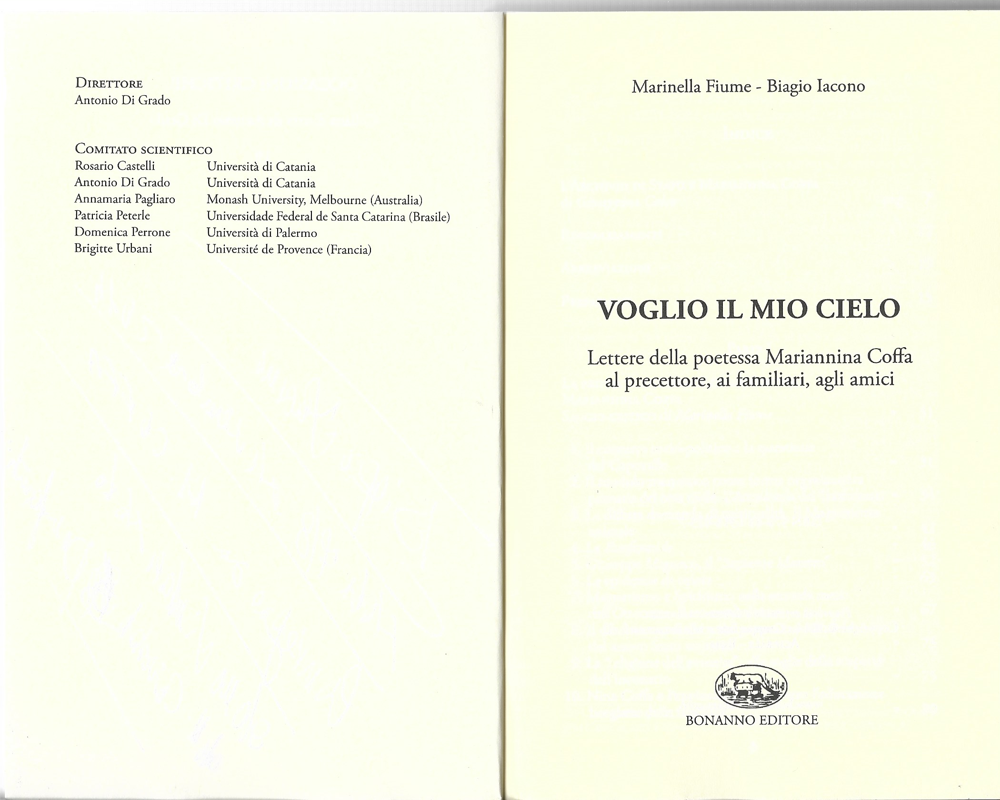 DIRETTORE
Antonio Di Grado
COMITATO SCIENTIFICO
Rosario Castelli Università di Catania
Antonio Di Grado Università di Catania
Annamaria Pagliaro Monash University, Melbourne (Australia)
Patricia Peterle Universidade Federal de Santa Catarina (Brasile)
Domenica Perrone Università di Palermo
Brigitte Urbani Université de Provence (Francia)
Marinella Fiume - Biagio Iacono
VOGLIO IL MIO CIELO
Lettere della poetessa Mariannina Coffa
al precettore, ai familiari, agli amici
BONANNO EDITORE